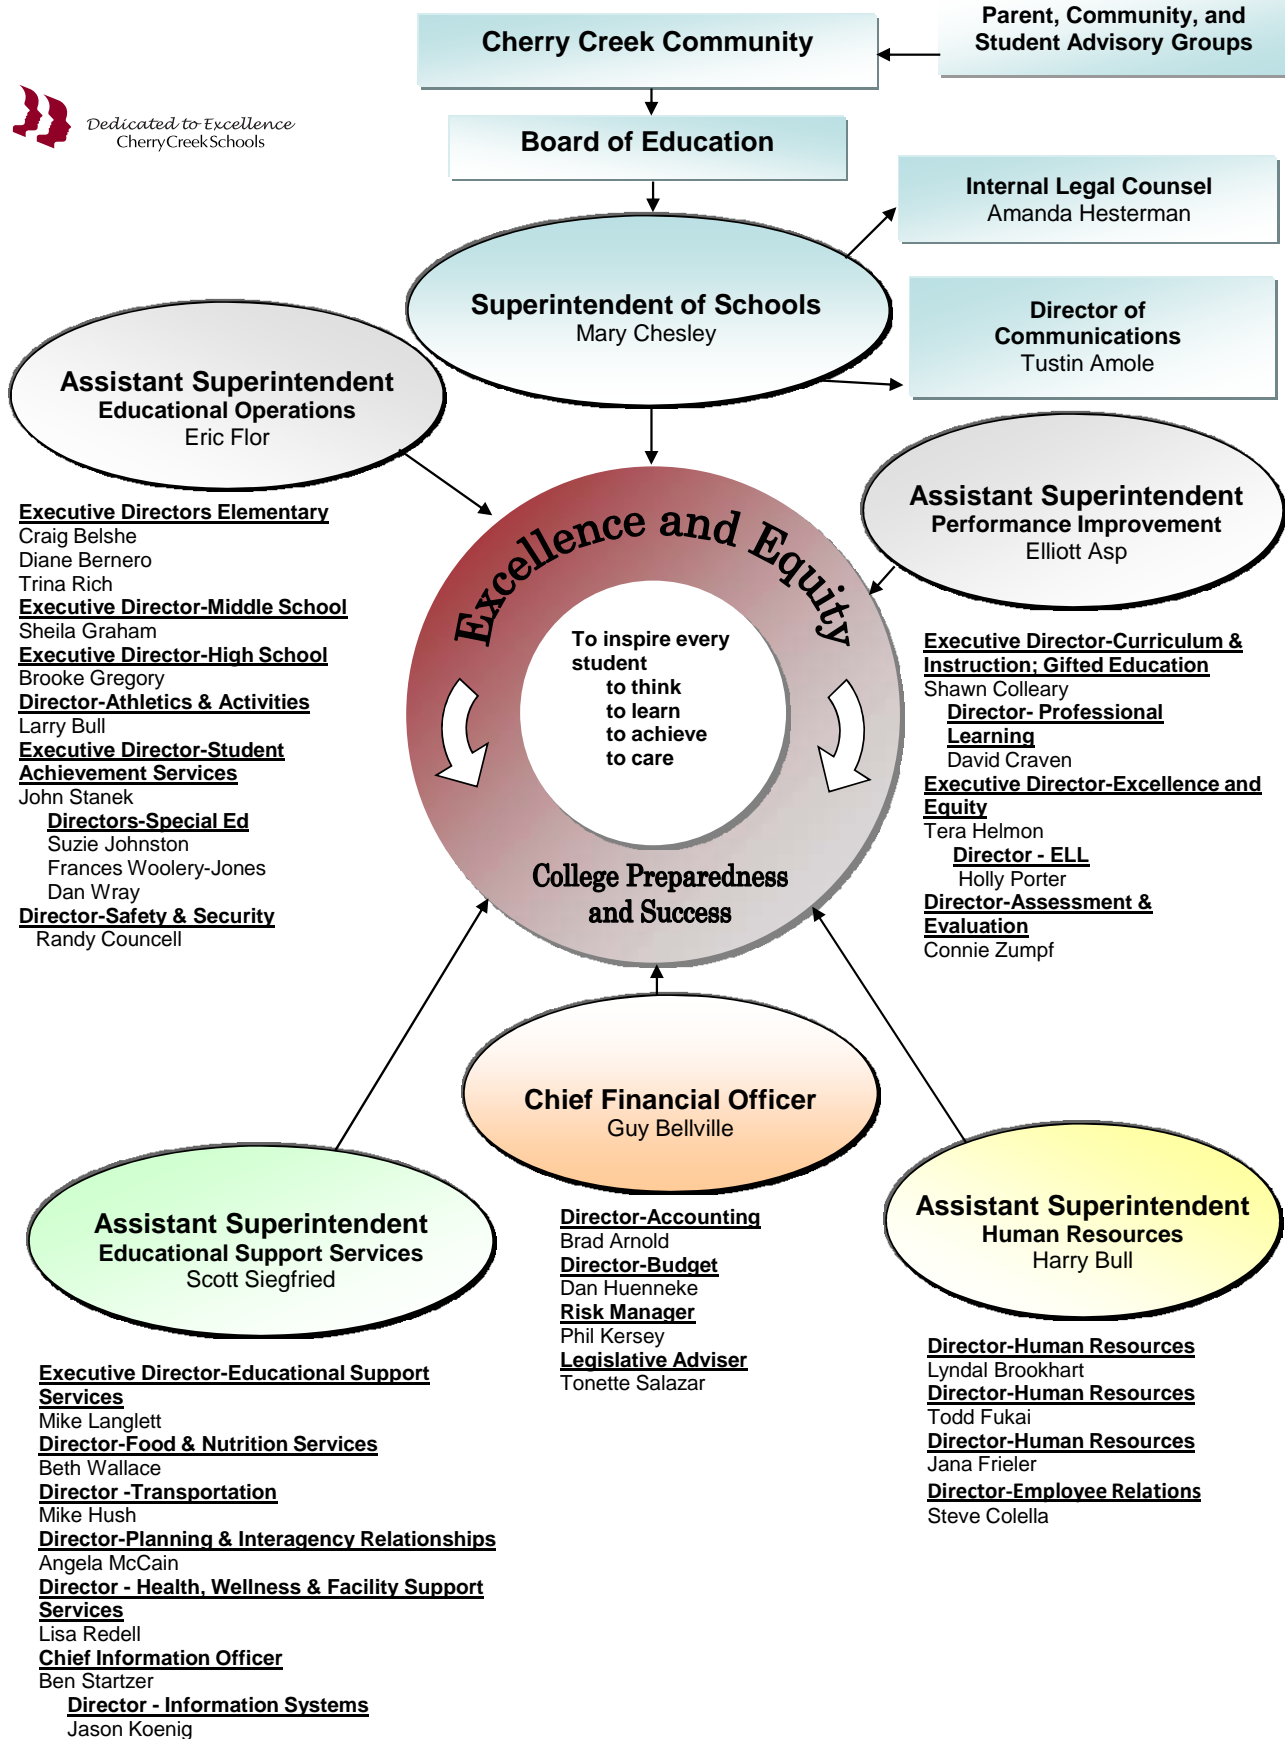 Parent, Community, and
Student Advisory Groups
Cherry Creek Community
Dedicated to Excellence
CherryCreekSchools
Board of Education
Internal Legal Counsel
Amanda Hesterman
Superintendent of Schools
Mary Chesley
Director of
Communications
Tustin Amole
Assistant Superintendent
Educational Operations
Eric Flor
Executive Directors Elementary
Craig Belshe
Diane Bernero
Trina Rich
Executive Director-Middle School
Sheila Graham
Executive Director-High School
Brooke Gregory
Director-Athletics & Activities
Larry Bull
Executive Director-Student
Achievement Services
John Stanek
Directors-Special Ed
Suzie Johnston
Frances Woolery-Jones
Dan Wray
Director-Safety & Security
Randy Councell
Excellence and Equity
To inspire every
student
to think
to learn
to achieve
to care
College Preparedness
and Success
Assistant Superintendent
Performance Improvement
Elliott Asp
Executive Director-Curriculum &
Instruction; Gifted Education
Shawn Colleary
Director- Professional
Learning
David Craven
Executive Director-Excellence and
Equity
Tera Helmon
Director - ELL
Holly Porter
Director-Assessment &
Evaluation
Connie Zumpf
Assistant Superintendent
Educational Support Services
Scott Siegfried
Executive Director-Educational Support
Services
Mike Langlett
Director-Food & Nutrition Services
Beth Wallace
Director -Transportation
Mike Hush
Director-Planning & Interagency Relationships
Angela McCain
Director - Health, Wellness & Facility Support
Services
Lisa Redell
Chief Information Officer
Ben Startzer
Director - Information Systems
Jason Koenig
Chief Financial Officer
Guy Bellville
Director-Accounting
Brad Arnold
Director-Budget
Dan Huenneke
Risk Manager
Phil Kersey
Legislative Adviser
Tonette Salazar
Assistant Superintendent
Human Resources
Harry Bull
Director-Human Resources
Lyndal Brookhart
Director-Human Resources
Todd Fukai
Director-Human Resources
Jana Frieler
Director-Employee Relations
Steve Colella